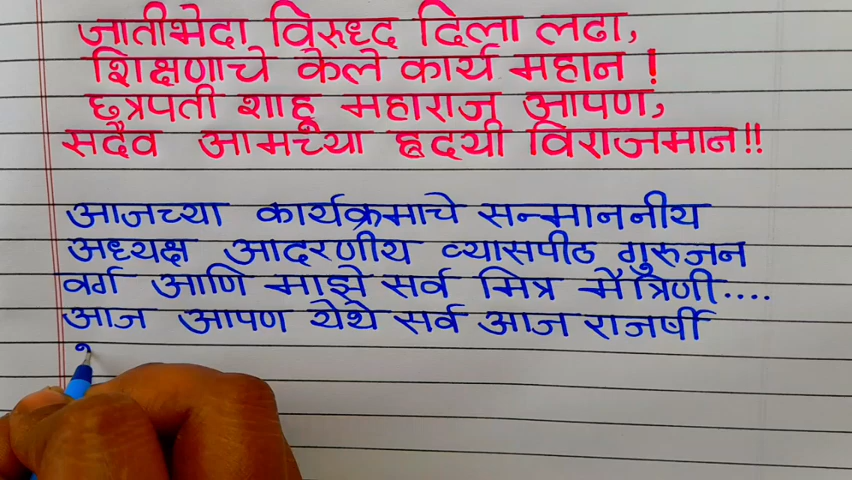 जातीभेदा विरुध्द दिला लढा,
शिक्षणाचे केले कार्य महान !
छत्रपती शाहू महाराज आपण,
सदैव आमच्या हृदयी विराजमान!!
आजच्या कार्यक्रमाचे सन्माननीय
अध्यक्ष आदरणीय व्यासपीठ गुरुजन
वर्ग आणि माझे सर्व मित्र मैत्रिणी....
आज आपण येथे सर्व आज राजर्षी